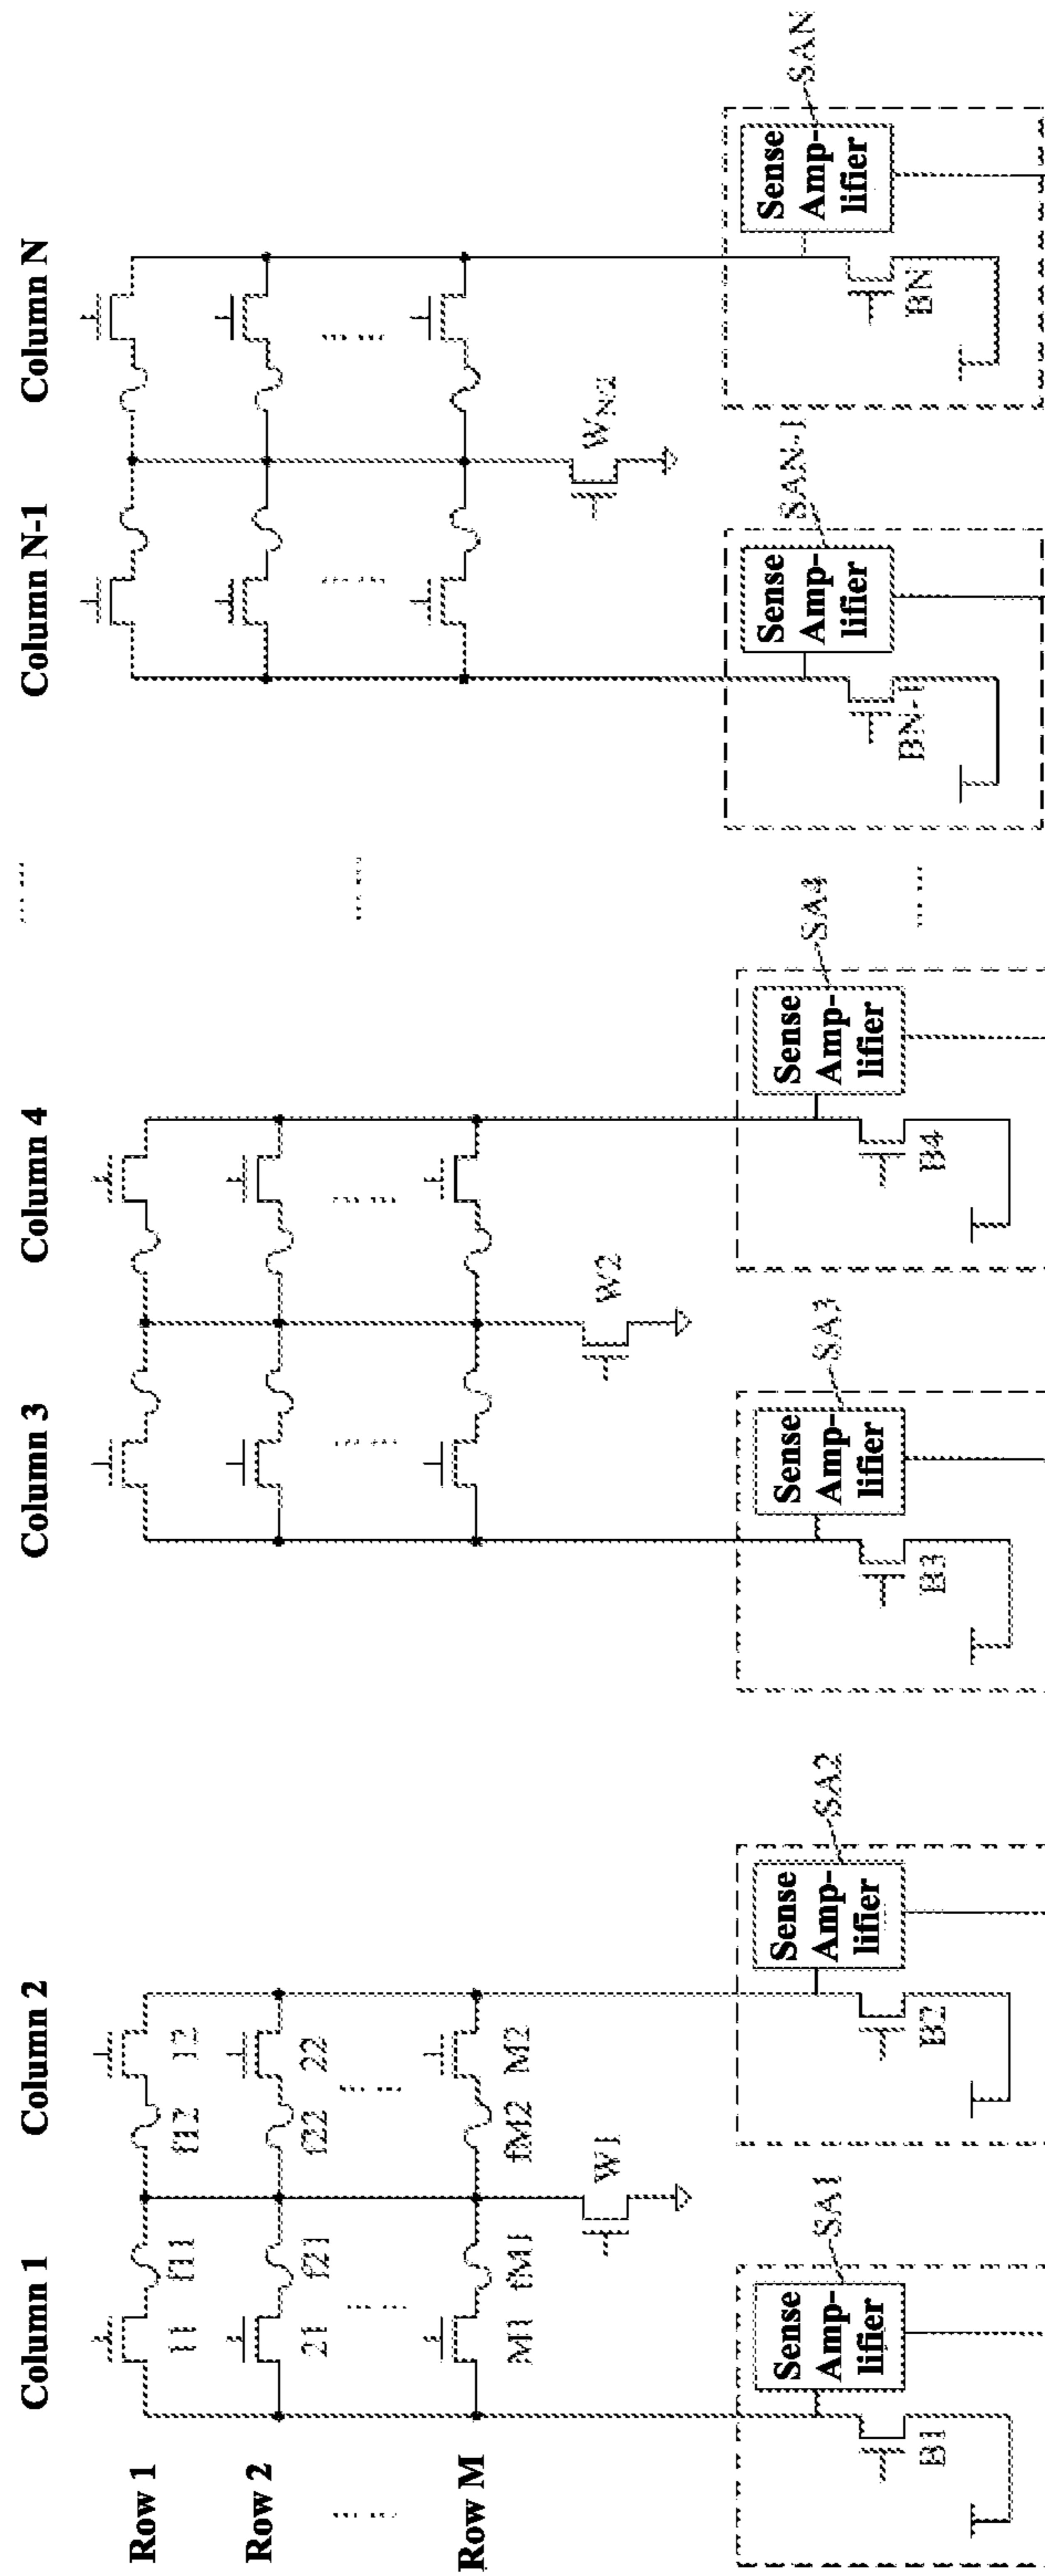 Column 1
Column 2
Column 3
Column 4
......
Column N-1
Column N
Row 1
11
f11
f12
12
Row 2
21
f21
f22
22
......
......
......
......
......
......
......
......
Row M
M1
fM1
fM2
M2
W1
W2
W_{N/2}
Sense
Amp-
lifier
SA1
B1
Sense
Amp-
lifier
SA2
B2
Sense
Amp-
lifier
SA3
B3
Sense
Amp-
lifier
SA4
B4
......
Sense
Amp-
lifier
SAN-1
BN-1
Sense
Amp-
lifier
SAN
BN